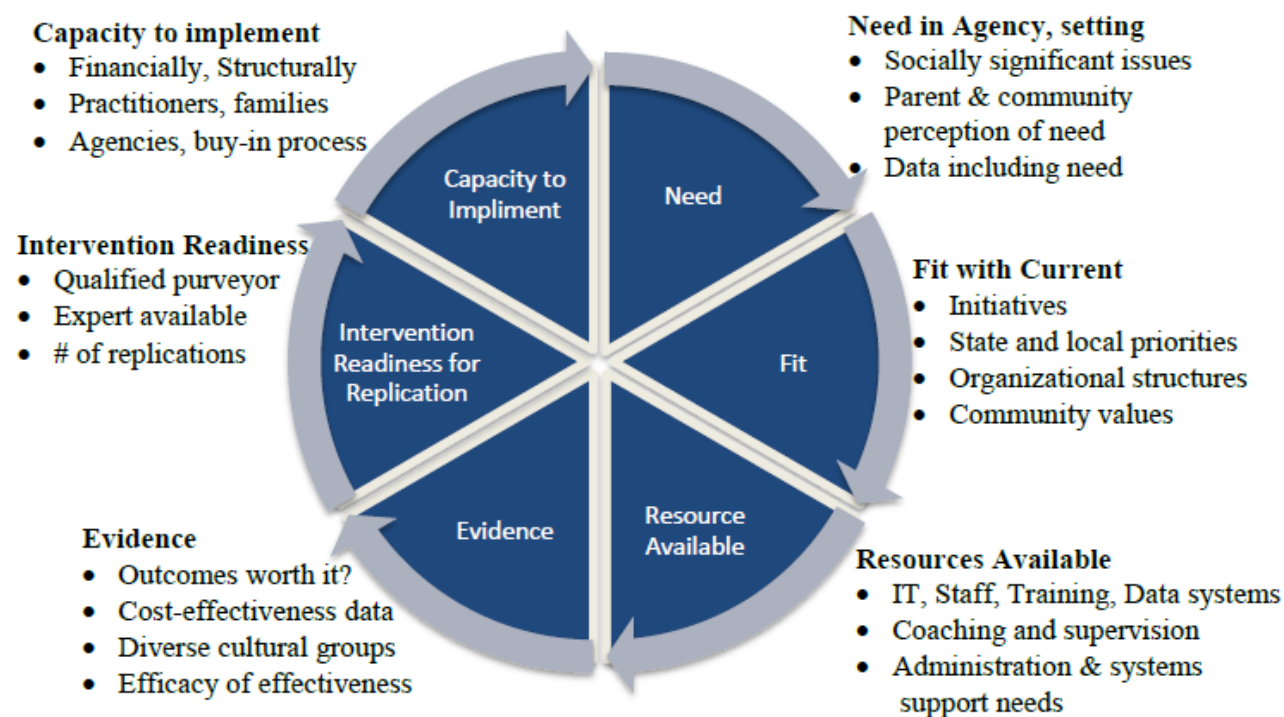 Capacity to implement
• Financially, Structurally
• Practitioners, families
• Agencies, buy-in process
Need in Agency, setting
• Socially significant issues
• Parent & community
perception of need
• Data including need
Capacity to
Impliment
Need
Intervention Readiness
• Qualified purveyor
• Expert available
• # of replications
Intervention
Readiness for
Replication
Fit
Fit with Current
• Initiatives
• State and local priorities
• Organizational structures
• Community values
Evidence
Resource
Available
Evidence
• Outcomes worth it?
• Cost-effectiveness data
• Diverse cultural groups
• Efficacy of effectiveness
Resources Available
• IT, Staff, Training, Data systems
• Coaching and supervision
• Administration & systems
support needs